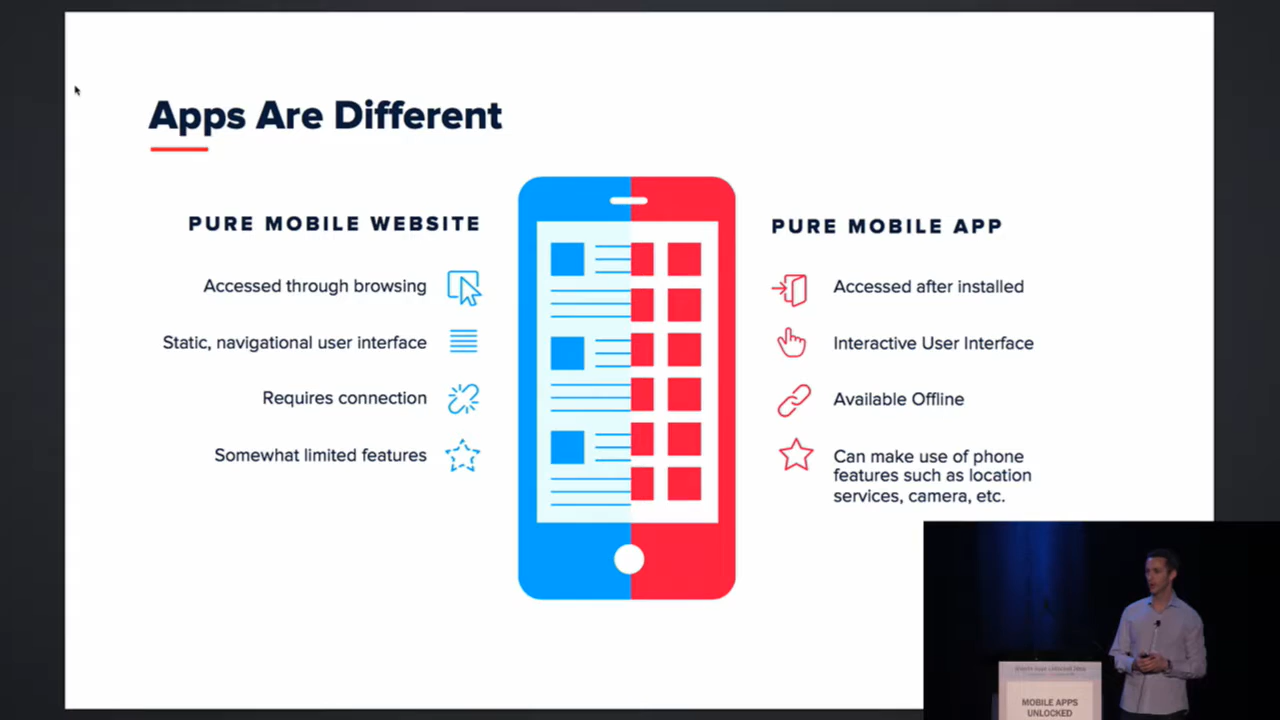 Apps Are Different
PURE MOBILE WEBSITE
Accessed through browsing
Static, navigational user interface
Requires connection
Somewhat limited features
PURE MOBILE APP
Accessed after installed
Interactive User Interface
Available Offline
Can make use of phone
features such as location
services, camera, etc.
MOBILE APPS
UNLOCKED